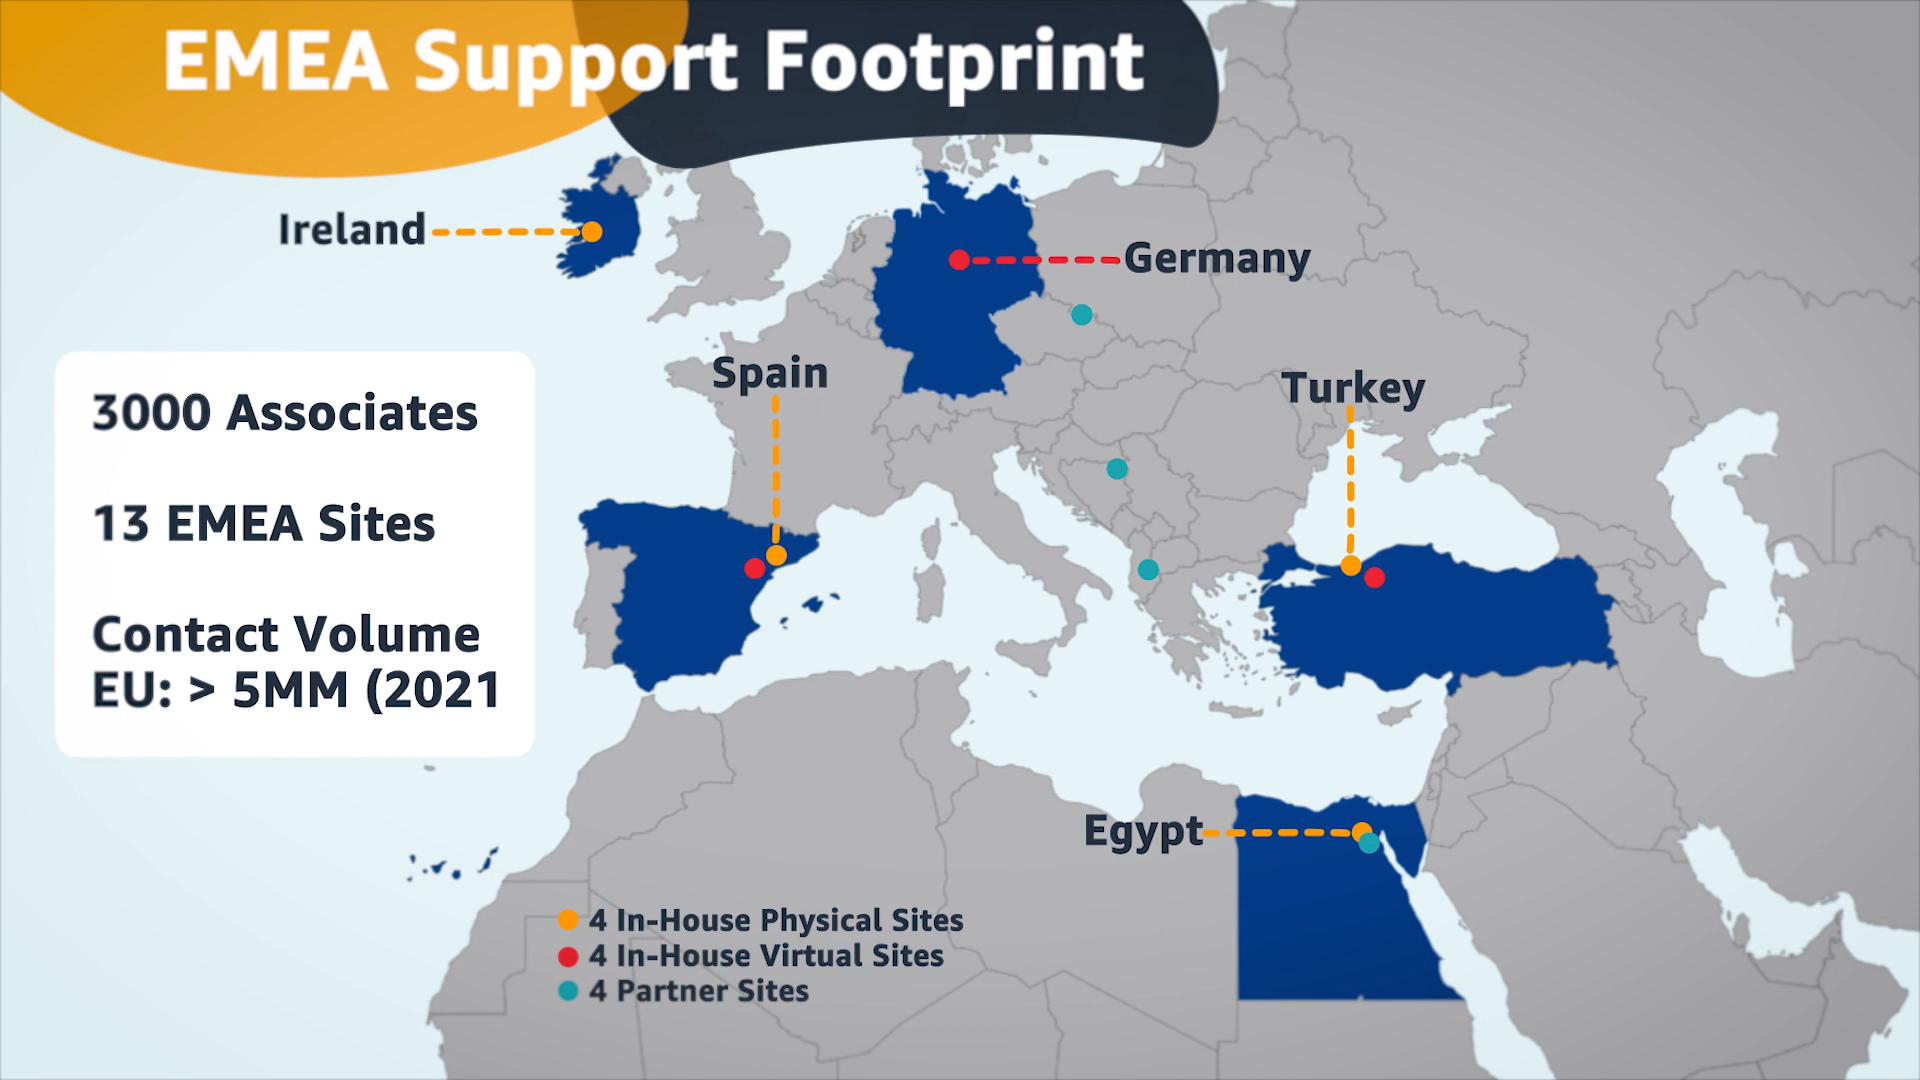 EMEA Support Footprint
Ireland
Germany
Spain
Turkey
3000 Associates
13 EMEA Sites
Contact Volume
EU: > 5MM (2021
Egypt
4 In-House Physical Sites
4 In-House Virtual Sites
4 Partner Sites